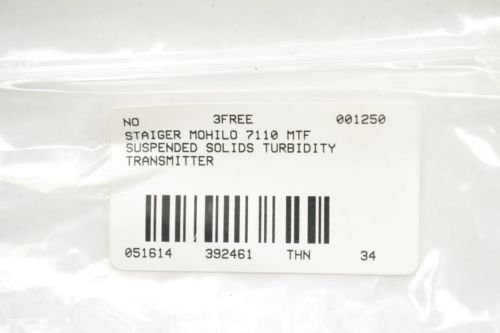 NO 3FREE 001250
STAIGER MOHILO 7110 MTF
SUSPENDED SOLIDS TURBIDITY
TRANSMITTER
051614 392461 THN 34